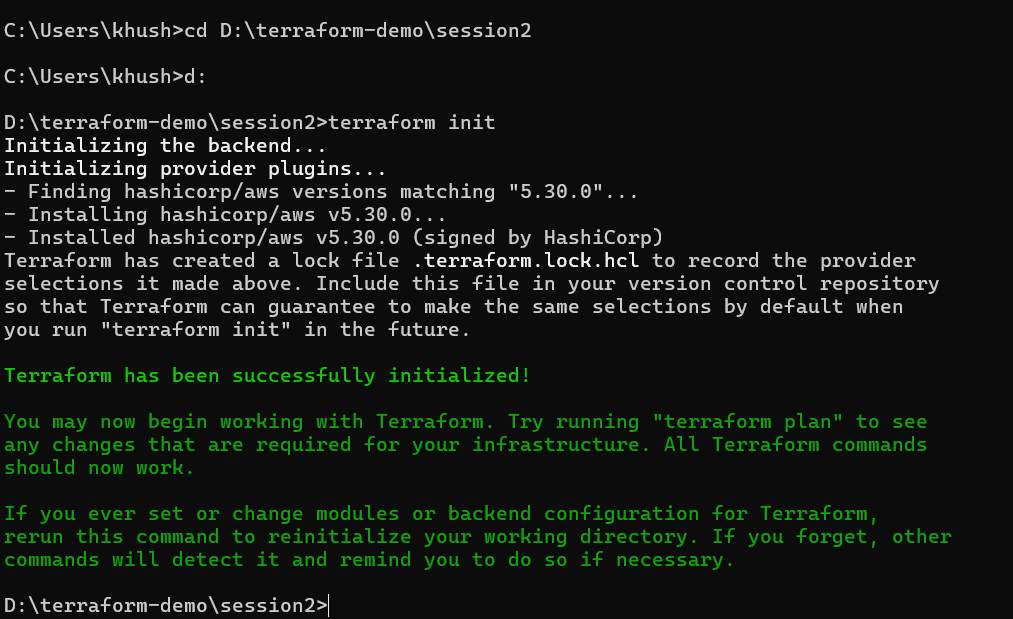 C:\Users\khush>cd D:\terraform-demo\session2
C:\Users\khush>d:
D:\terraform-demo\session2>terraform init
Initializing the backend...
Initializing provider plugins...
- Finding hashicorp/aws versions matching "5.30.0"...
- Installing hashicorp/aws v5.30.0...
- Installed hashicorp/aws v5.30.0 (signed by HashiCorp)
Terraform has created a lock file .terraform.lock.hcl to record the provider
selections it made above. Include this file in your version control repository
so that Terraform can guarantee to make the same selections by default when
you run "terraform init" in the future.
Terraform has been successfully initialized!
You may now begin working with Terraform. Try running "terraform plan" to see
any changes that are required for your infrastructure. All Terraform commands
should now work.
If you ever set or change modules or backend configuration for Terraform,
rerun this command to reinitialize your working directory. If you forget, other
commands will detect it and remind you to do so if necessary.
D:\terraform-demo\session2>